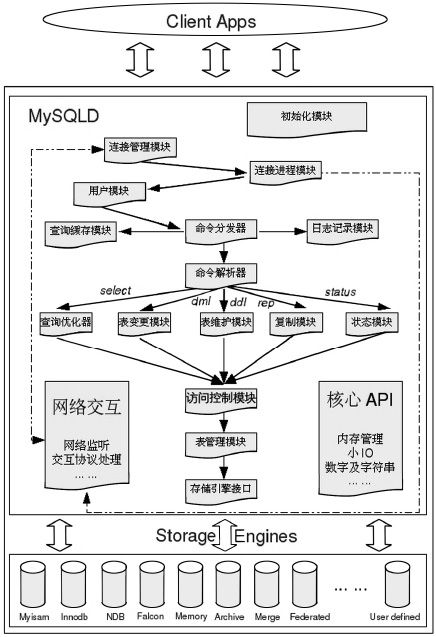 Client Apps
MySQLD
初始化模块
连接管理模块
连接进程模块
用户模块
查询缓存模块
命令分发器
日志记录模块
命令解析器
select
dml
ddl
rep
status
查询优化器
表变更模块
表维护模块
复制模块
状态模块
访问控制模块
网络交互
网络监听
交互协议处理
... ...
核心 API
内存管理
小 IO
数字及字符串
... ...
表管理模块
存储引擎接口
Storage Engines
Myisam
Innodb
NDB
Falcon
Memory
Archive
Merge
Federated
... ...
User defined